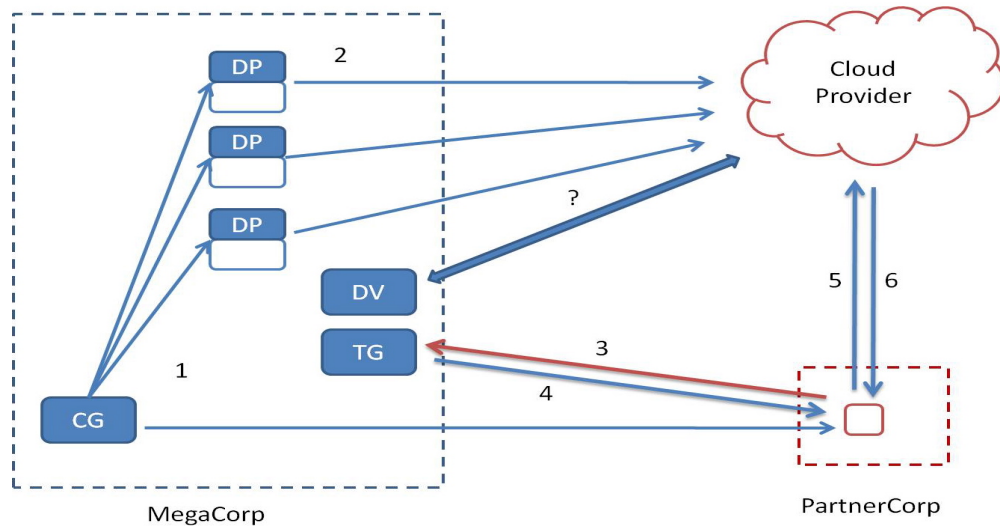 DP
2
Cloud
Provider
DP
DP
?
DV
5
6
TG
3
1
4
CG
PartnerCorp
MegaCorp